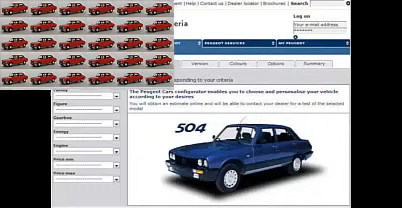 Help | Contact us | Dealer locator | Brochures | Search
Log on
Your e-mail address
********
PEUGEOT SERVICES
MY PEUGEOT
Version
Colours
Options
Summary
sponding to your criteria
Family
Figure
Gearbox
Energy
Engine
Price min
Price max
The Peugeot Cars configurator enables you to choose and personalise your vehicle
according to your desires
You will obtain an estimate online and will be able to contact your dealer for a test of the selected
model
504